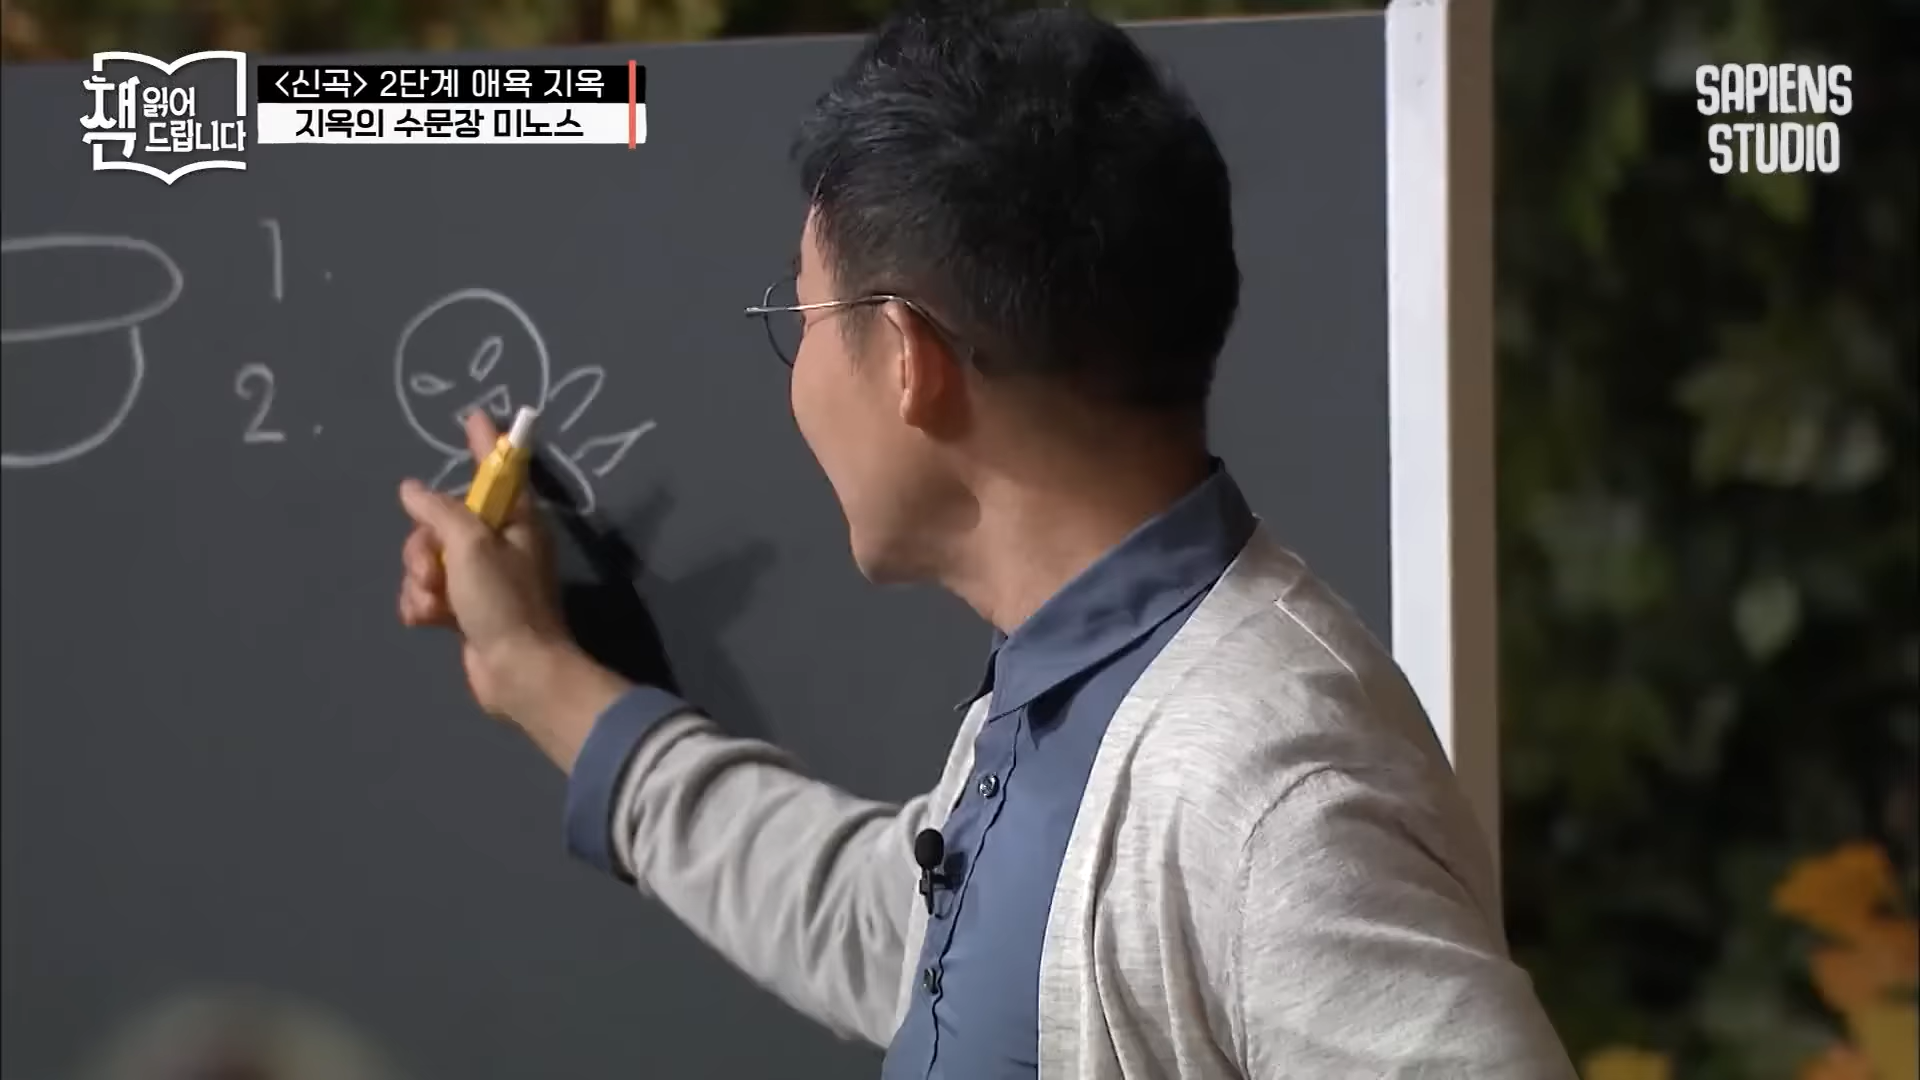 책 읽어
드립니다
<신곡> 2단계 애욕 지옥
지옥의 수문장 미노스
SAPIENS
STUDIO
1.
2.